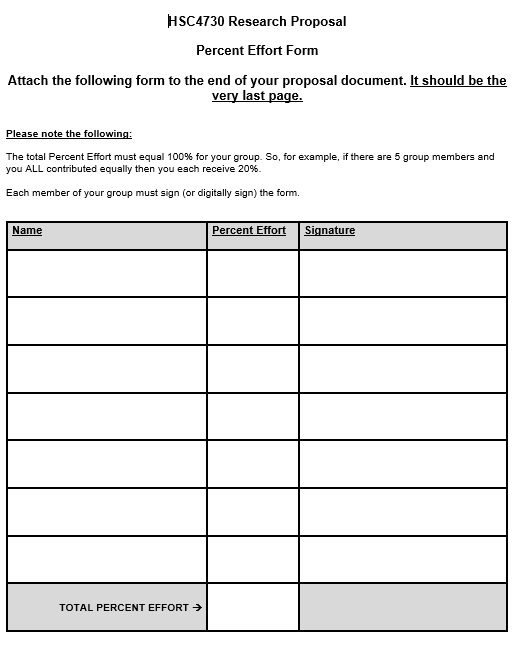 HSC4730 Research Proposal
Percent Effort Form
Attach the following form to the end of your proposal document. It should be the
very last page.
Please note the following:
The total Percent Effort must equal 100% for your group. So, for example, if there are 5 group members and
you ALL contributed equally then you each receive 20%.
Each member of your group must sign (or digitally sign) the form.
Name Percent Effort Signature
TOTAL PERCENT EFFORT →